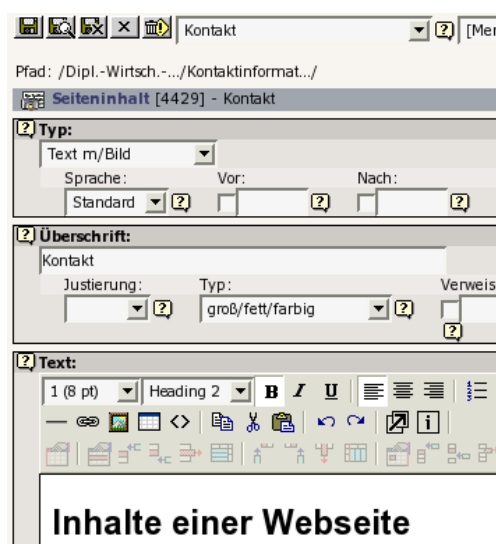 Kontakt
[Me
Pfad: /Dipl.-Wirtsch.-.../Kontaktinformat.../
Seiteninhalt [4429] - Kontakt
Typ:
Text m/Bild
Sprache: Vor: Nach:
Standard
Überschrift:
Kontakt
Justierung: Typ: Verweis
groß/fett/farbig
Text:
1 (8 pt) Heading 2 B I U
Inhalte einer Webseite